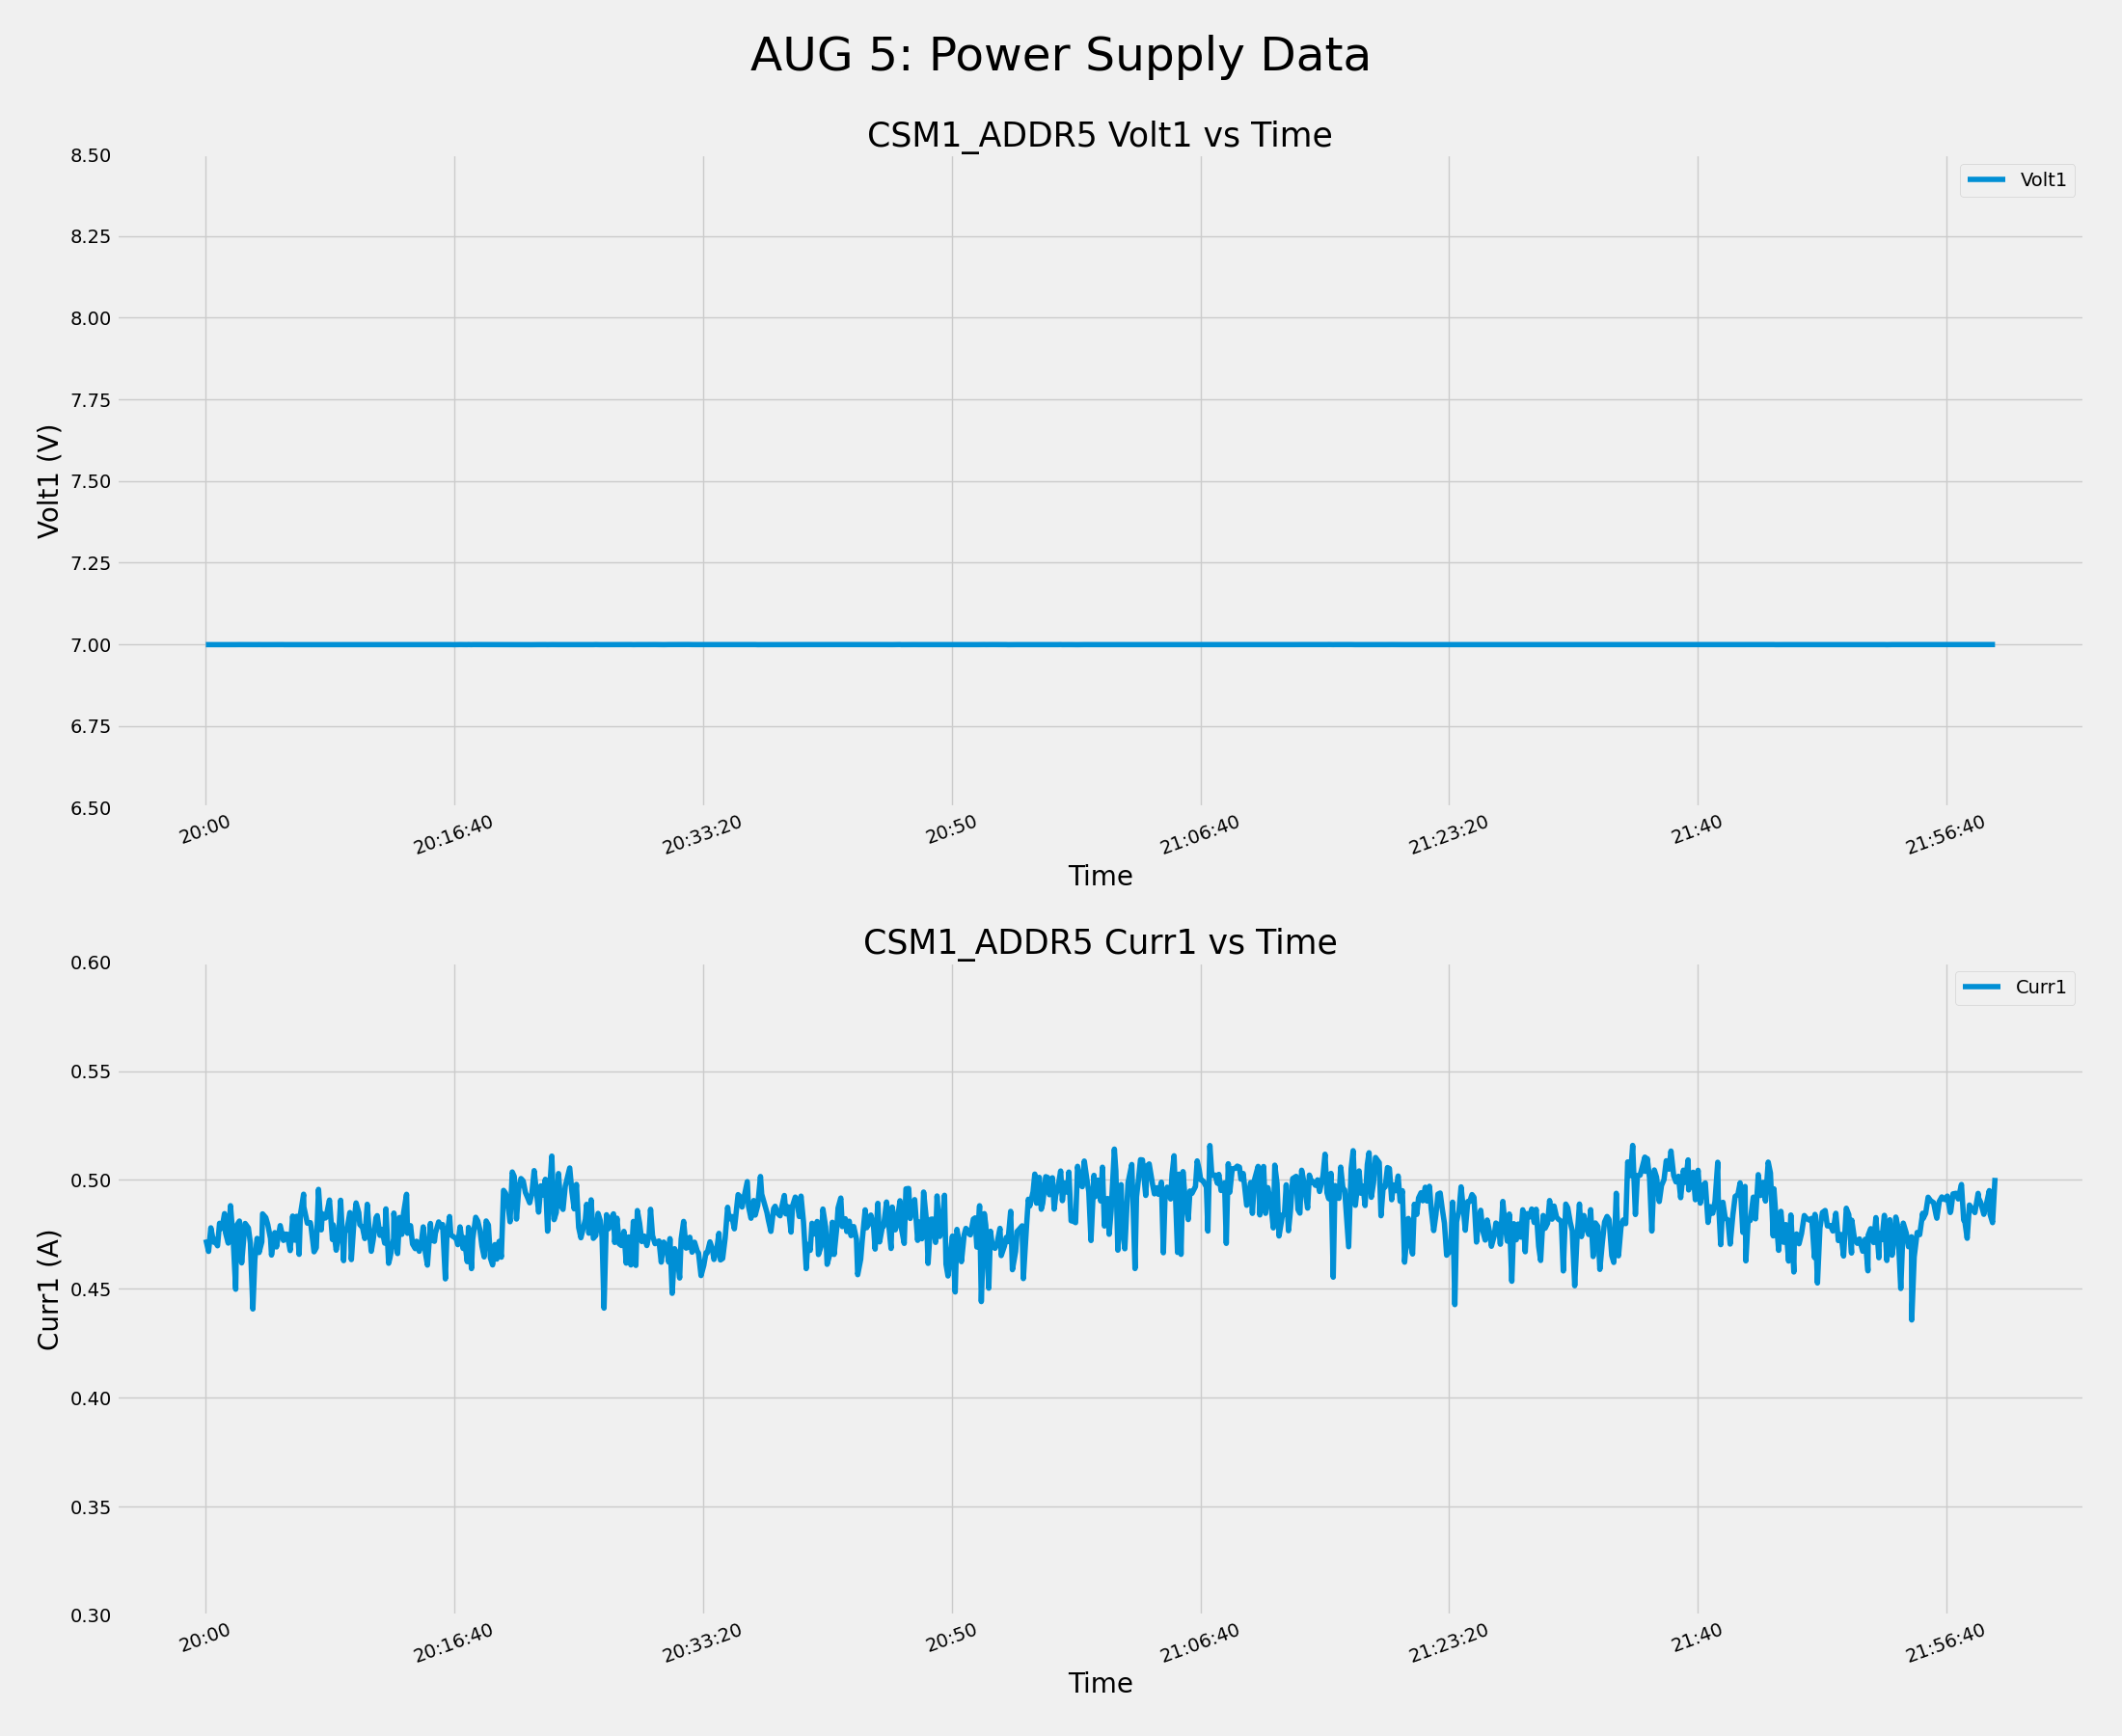 AUG 5: Power Supply Data
CSM1_ADDR5 Volt1 vs Time
Volt1
Volt1 (V)
8.50
8.25
8.00
7.75
7.50
7.25
7.00
6.75
6.50
20:00 20:16:40 20:33:20 20:50 21:06:40 21:23:20 21:40 21:56:40
Time
CSM1_ADDR5 Curr1 vs Time
Curr1
Curr1 (A)
0.60
0.55
0.50
0.45
0.40
0.35
0.30
20:00 20:16:40 20:33:20 20:50 21:06:40 21:23:20 21:40 21:56:40
Time